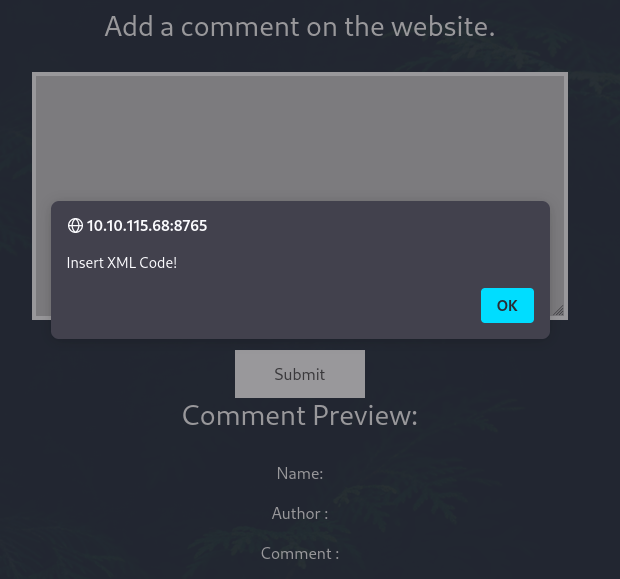 Add a comment on the website.
10.10.115.68:8765
Insert XML Code!
OK
Submit
Comment Preview:
Name:
Author :
Comment :